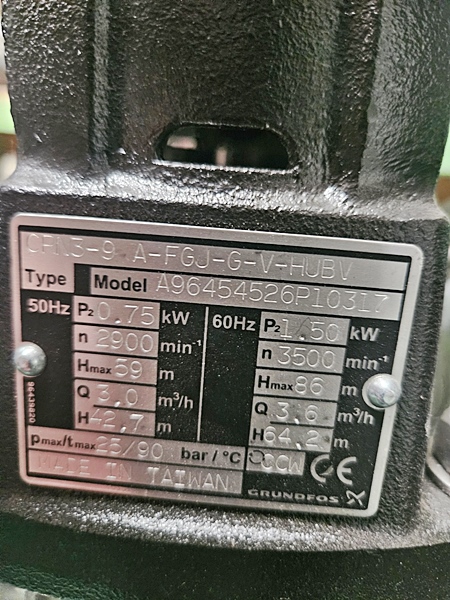 CRN3-9 A-FGJ-G-V-HUBV
Type Model A96454526P10317
50Hz P2 0.75 kW 60Hz P2 1.50 kW
n 2900 min-1 n 3500 min-1
Hmax 59 m Hmax 86 m
Q 3.0 m³/h Q 3.6 m³/h
H 42.7 m H 64.2 m
pmax/tmax 25/90 bar / °C CCW CE
MADE IN TAIWAN GRUNDFOS X
96439820